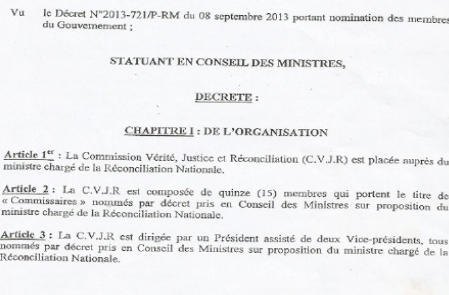 Vu le Décret N°2013-721/P-RM du 08 septembre 2013 portant nomination des membres
du Gouvernement ;
STATUANT EN CONSEIL DES MINISTRES,
DECRETE :
CHAPITRE I : DE L'ORGANISATION
Article 1er : La Commission Vérité, Justice et Réconciliation (C.V.J.R) est placée auprès du
ministre chargé de la Réconciliation Nationale.
Article 2 : La C.V.J.R est composée de quinze (15) membres qui portent le titre de
« Commissaires » nommés par décret pris en Conseil des Ministres sur proposition du
ministre chargé de la Réconciliation Nationale.
Article 3 : La C.V.J.R est dirigée par un Président assisté de deux Vice-présidents, tous
nommés par décret pris en Conseil des Ministres sur proposition du ministre chargé de la
Réconciliation Nationale.